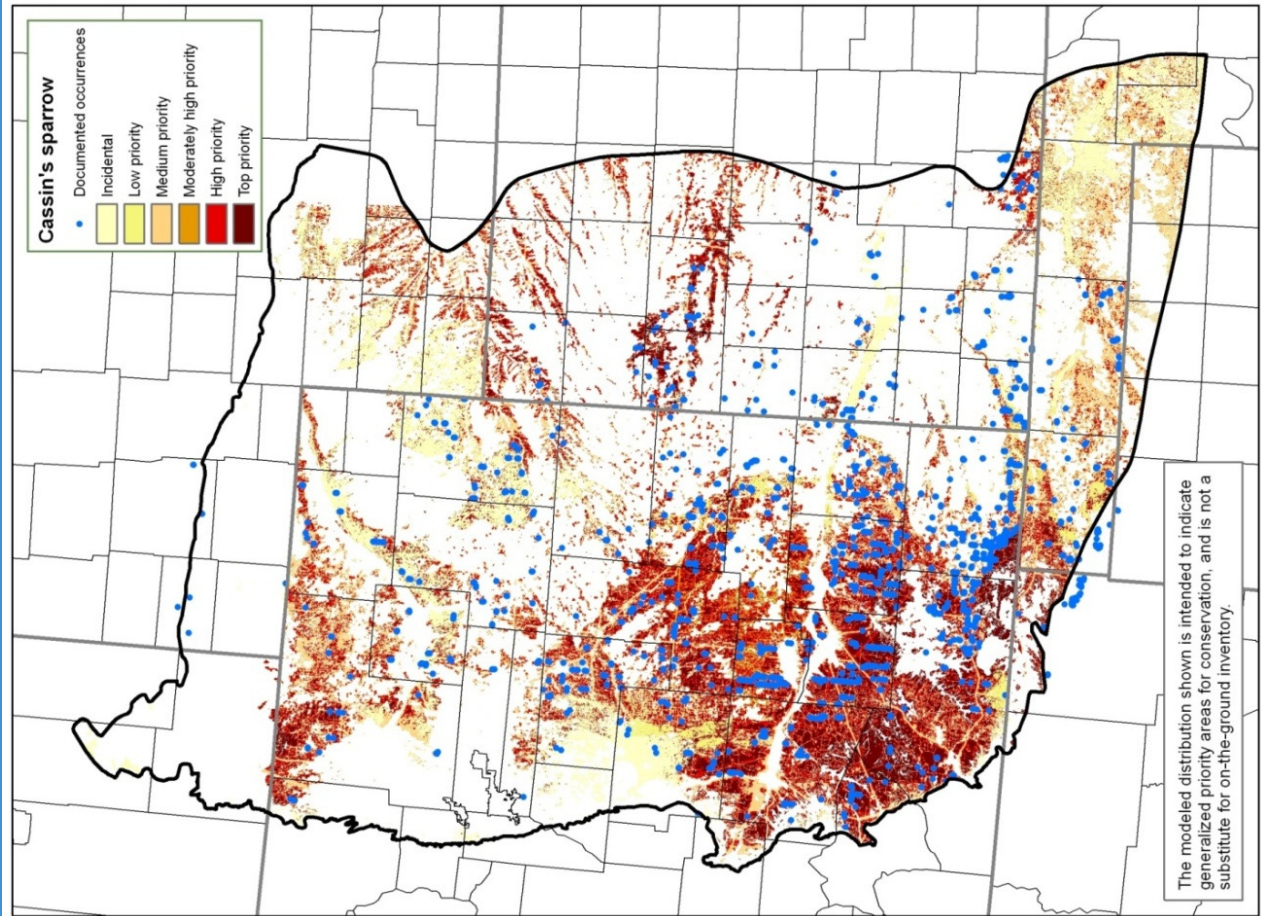 Cassin's sparrow
Documented occurrences
Incidental
Low priority
Medium priority
Moderately high priority
High priority
Top priority
The modeled distribution shown is intended to indicate
generalized priority areas for conservation, and is not a
substitute for on-the-ground inventory.